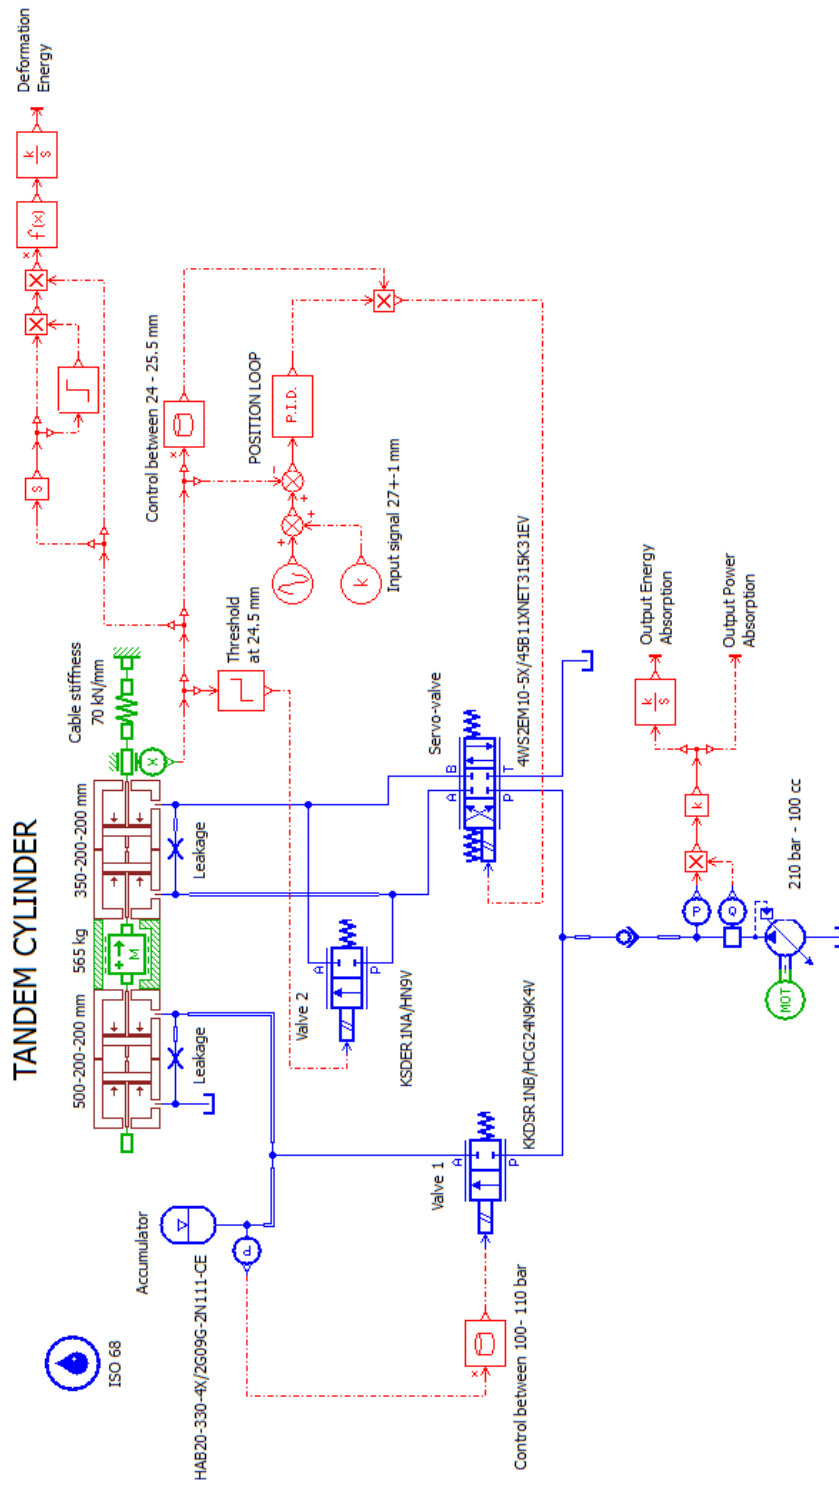 TANDEM CYLINDER
ISO 68
Accumulator
HAB20-330-4X/2G09G-2N111-CE
P
500-200-200 mm
565 kg
350-200-200 mm
M
Leakage
Leakage
Cable stiffness
70 kN/mm
X
Deformation
Energy
s
x
f(x)
k
s
Control between 24 - 25.5 mm
x
Threshold
at 24.5 mm
POSITION LOOP
P.I.D.
-
+
+
+
k
Input signal 27+-1 mm
Valve 2
A
P
KSDER1NA/HN9V
Servo-valve
A B
P T
4WS2EM10-5X/45B11XNET315K31EV
Valve 1
A
P
KKDSR1NB/HCG24N9K4V
Control between 100- 110 bar
x
Output Energy
Absorption
k
s
Output Power
Absorption
k
P
Q
MOT
210 bar - 100 cc